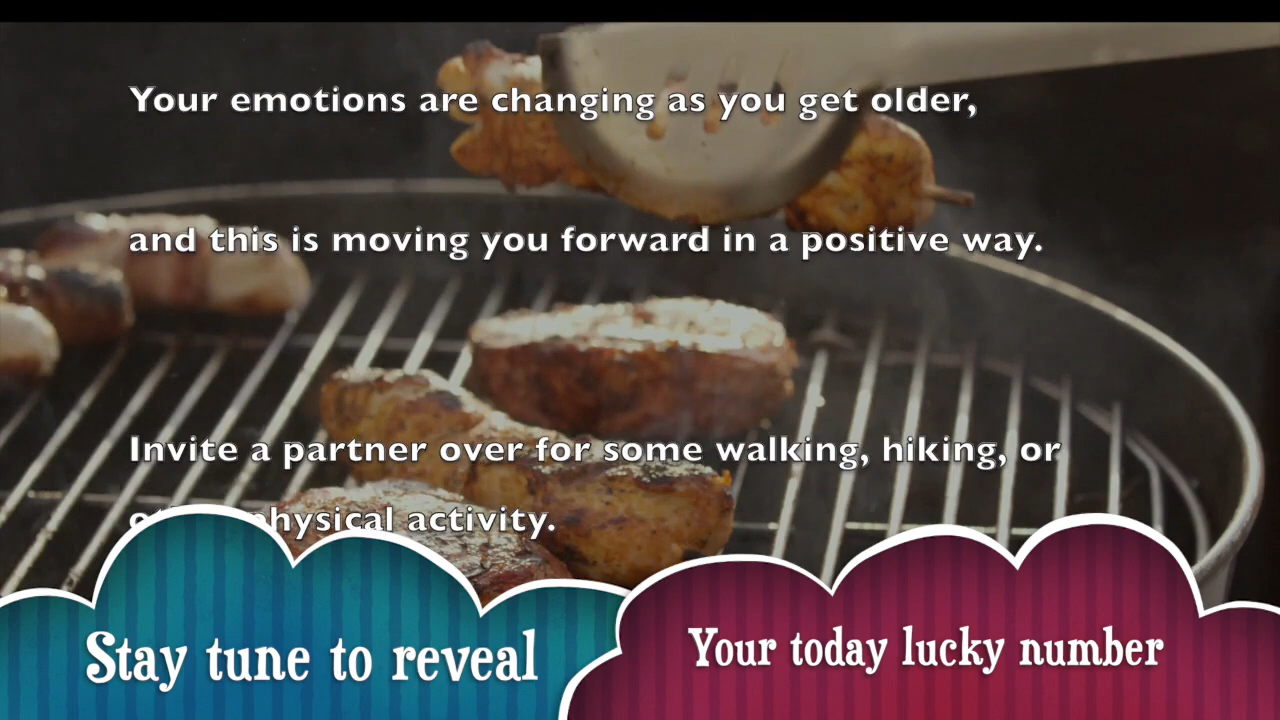 Your emotions are changing as you get older,
and this is moving you forward in a positive way.
Invite a partner over for some walking, hiking, or
physical activity.
Stay tune to reveal
Your today lucky number